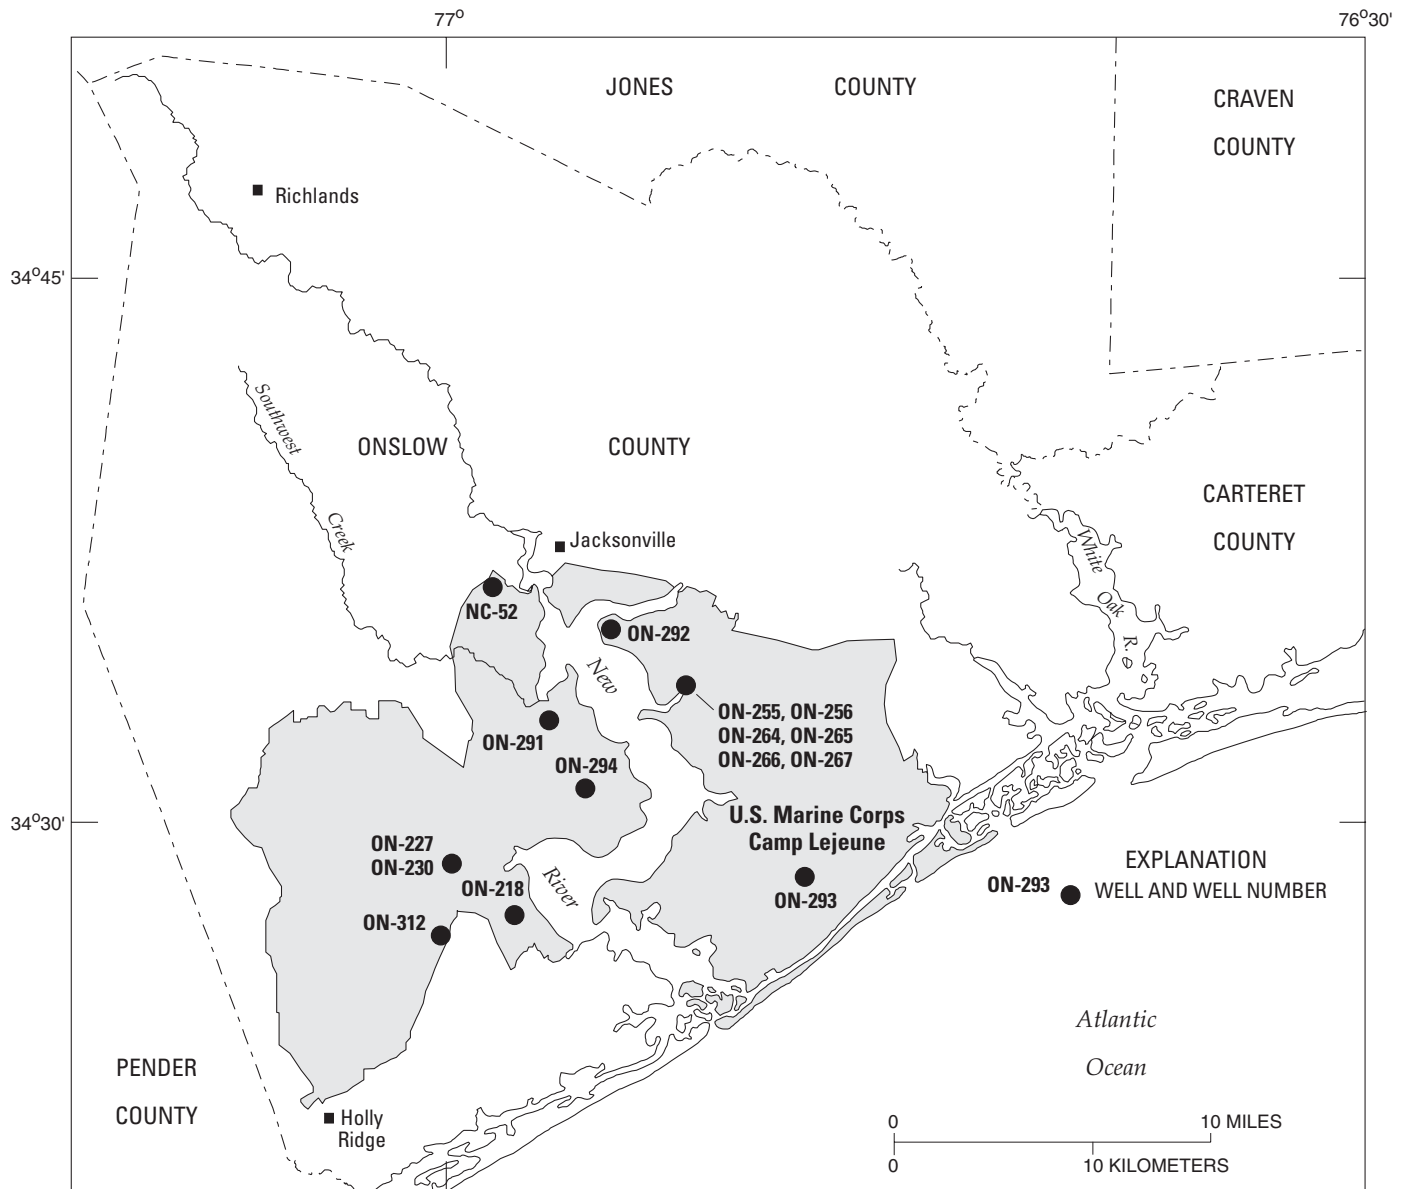 77° 76°30'
JONES COUNTY
CRAVEN
COUNTY
Richlands
34°45'
Southwest
Creek
ONSLOW COUNTY
CARTERET
COUNTY
White
Oak
R.
Jacksonville
NC-52
ON-292
New
ON-255, ON-256
ON-264, ON-265
ON-266, ON-267
ON-291
ON-294
34°30'
U.S. Marine Corps
Camp Lejeune
ON-227
ON-230
ON-218
River
ON-293
ON-312
EXPLANATION
ON-293 WELL AND WELL NUMBER
Atlantic
Ocean
PENDER
COUNTY
Holly
Ridge
0 10 MILES
0 10 KILOMETERS